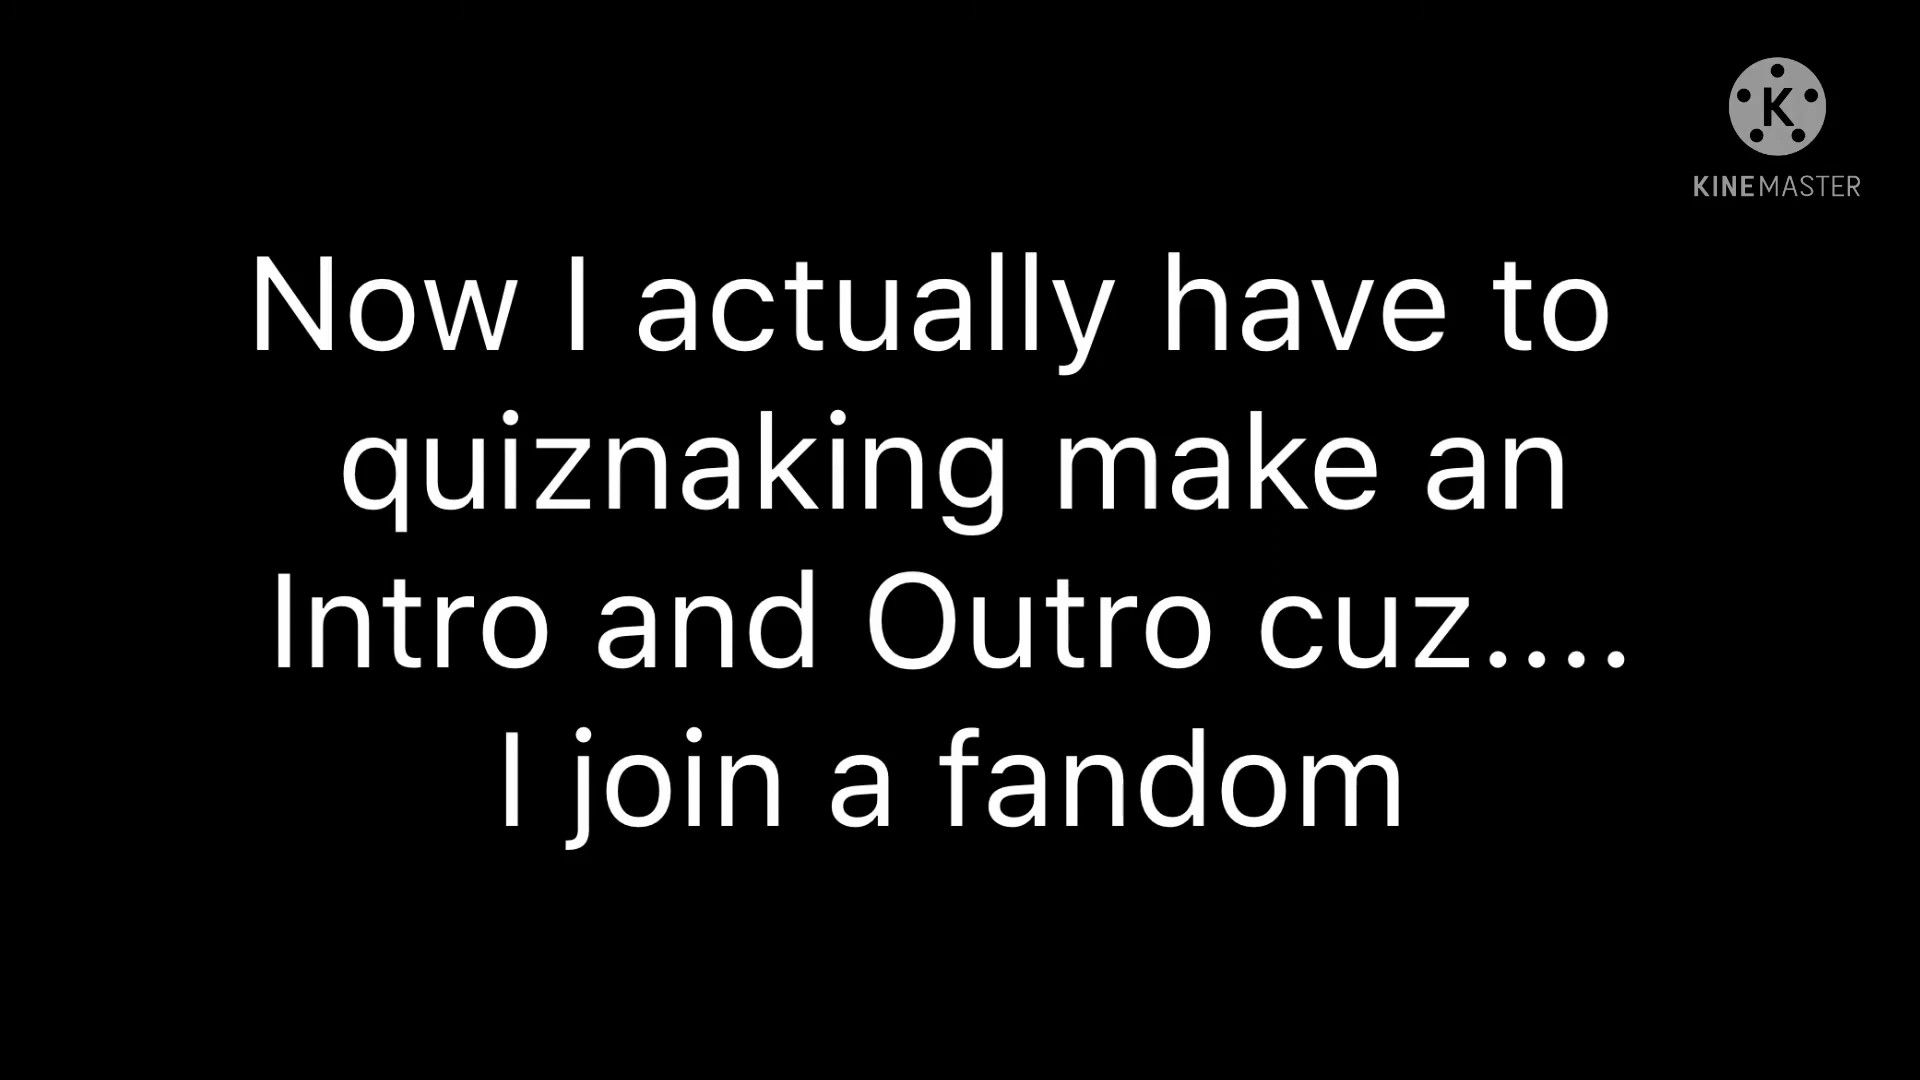 K
KINEMASTER
Now I actually have to
quiznaking make an
Intro and Outro cuz....
I join a fandom